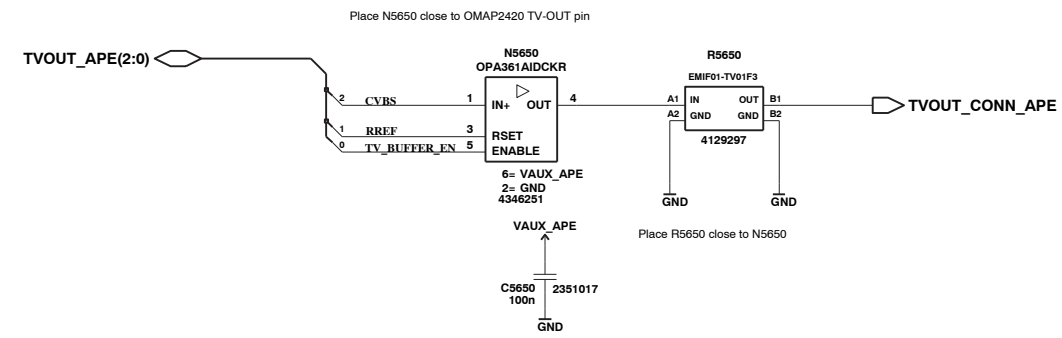 Place N5650 close to OMAP2420 TV-OUT pin
TVOUT_APE(2:0)
N5650
OPA361AIDCKR
R5650
EMIF01-TV01F3
2 CVBS 1 IN+ OUT 4
A1 IN OUT B1
TVOUT_CONN_APE
A2 GND GND B2
1 RREF 3 RSET
0 TV_BUFFER_EN 5 ENABLE
4129297
6= VAUX_APE
2= GND
4346251
GND GND
VAUX_APE
Place R5650 close to N5650
C5650 2351017
100n
GND